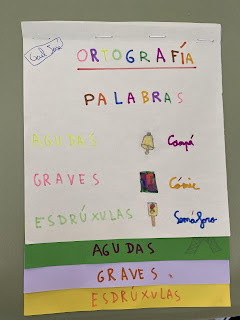 ORTOGRAFÍA
PALABRAS
AGUDAS Campá
GRAVES Cómic
ESDRÚXULAS Semáforo
AGUDAS
GRAVES.
ESDRÚXULAS